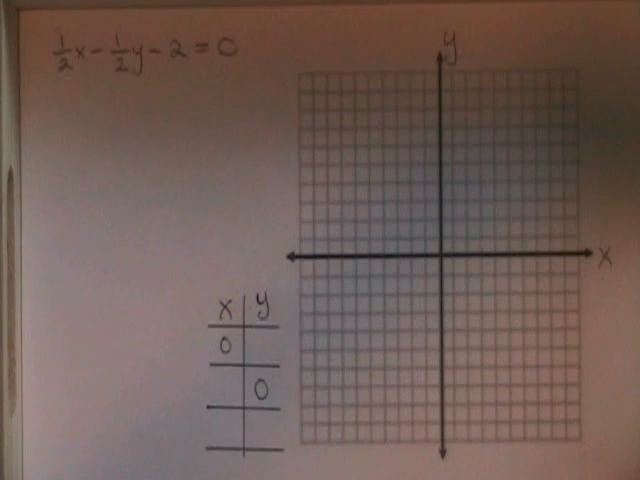 ½x - ½y - 2 = 0
y
x
x y
0
0